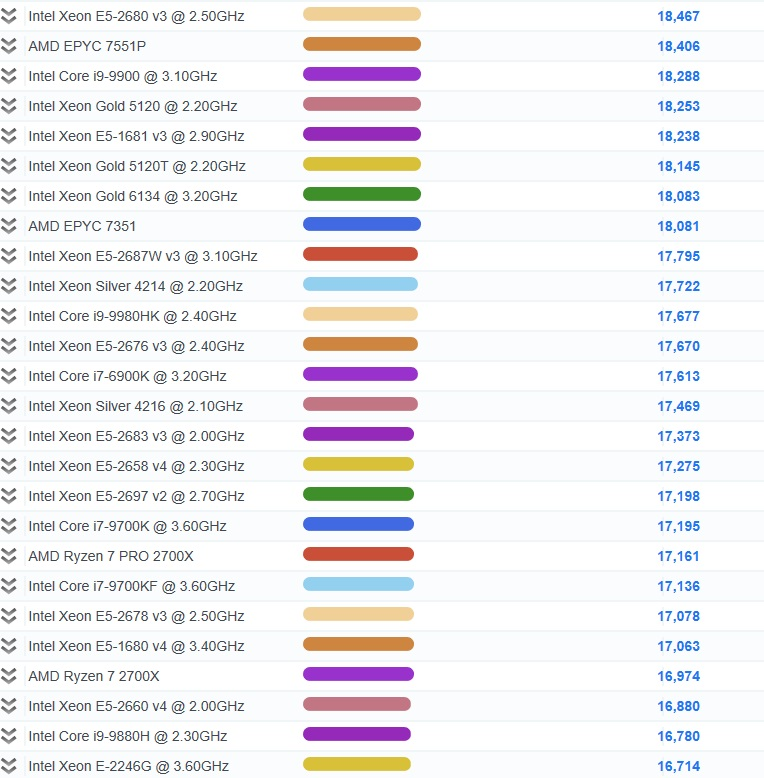 Intel Xeon E5-2680 v3 @ 2.50GHz 18,467
AMD EPYC 7551P 18,406
Intel Core i9-9900 @ 3.10GHz 18,288
Intel Xeon Gold 5120 @ 2.20GHz 18,253
Intel Xeon E5-1681 v3 @ 2.90GHz 18,238
Intel Xeon Gold 5120T @ 2.20GHz 18,145
Intel Xeon Gold 6134 @ 3.20GHz 18,083
AMD EPYC 7351 18,081
Intel Xeon E5-2687W v3 @ 3.10GHz 17,795
Intel Xeon Silver 4214 @ 2.20GHz 17,722
Intel Core i9-9980HK @ 2.40GHz 17,677
Intel Xeon E5-2676 v3 @ 2.40GHz 17,670
Intel Core i7-6900K @ 3.20GHz 17,613
Intel Xeon Silver 4216 @ 2.10GHz 17,469
Intel Xeon E5-2683 v3 @ 2.00GHz 17,373
Intel Xeon E5-2658 v4 @ 2.30GHz 17,275
Intel Xeon E5-2697 v2 @ 2.70GHz 17,198
Intel Core i7-9700K @ 3.60GHz 17,195
AMD Ryzen 7 PRO 2700X 17,161
Intel Core i7-9700KF @ 3.60GHz 17,136
Intel Xeon E5-2678 v3 @ 2.50GHz 17,078
Intel Xeon E5-1680 v4 @ 3.40GHz 17,063
AMD Ryzen 7 2700X 16,974
Intel Xeon E5-2660 v4 @ 2.00GHz 16,880
Intel Core i9-9880H @ 2.30GHz 16,780
Intel Xeon E-2246G @ 3.60GHz 16,714